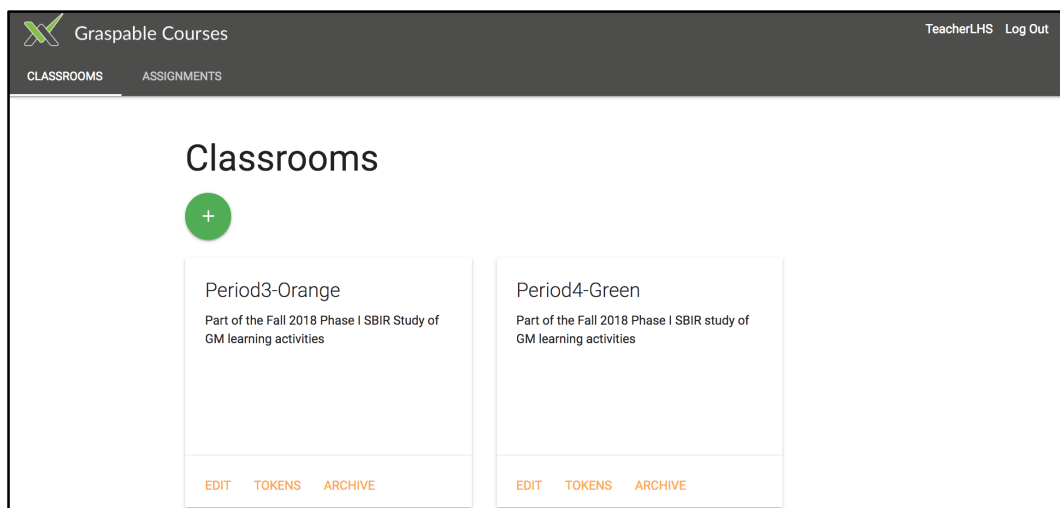 Graspable Courses
TeacherLHS Log Out
CLASSROOMS ASSIGNMENTS
Classrooms
+
Period3-Orange
Part of the Fall 2018 Phase I SBIR Study of
GM learning activities
EDIT TOKENS ARCHIVE
Period4-Green
Part of the Fall 2018 Phase I SBIR study of
GM learning activities
EDIT TOKENS ARCHIVE